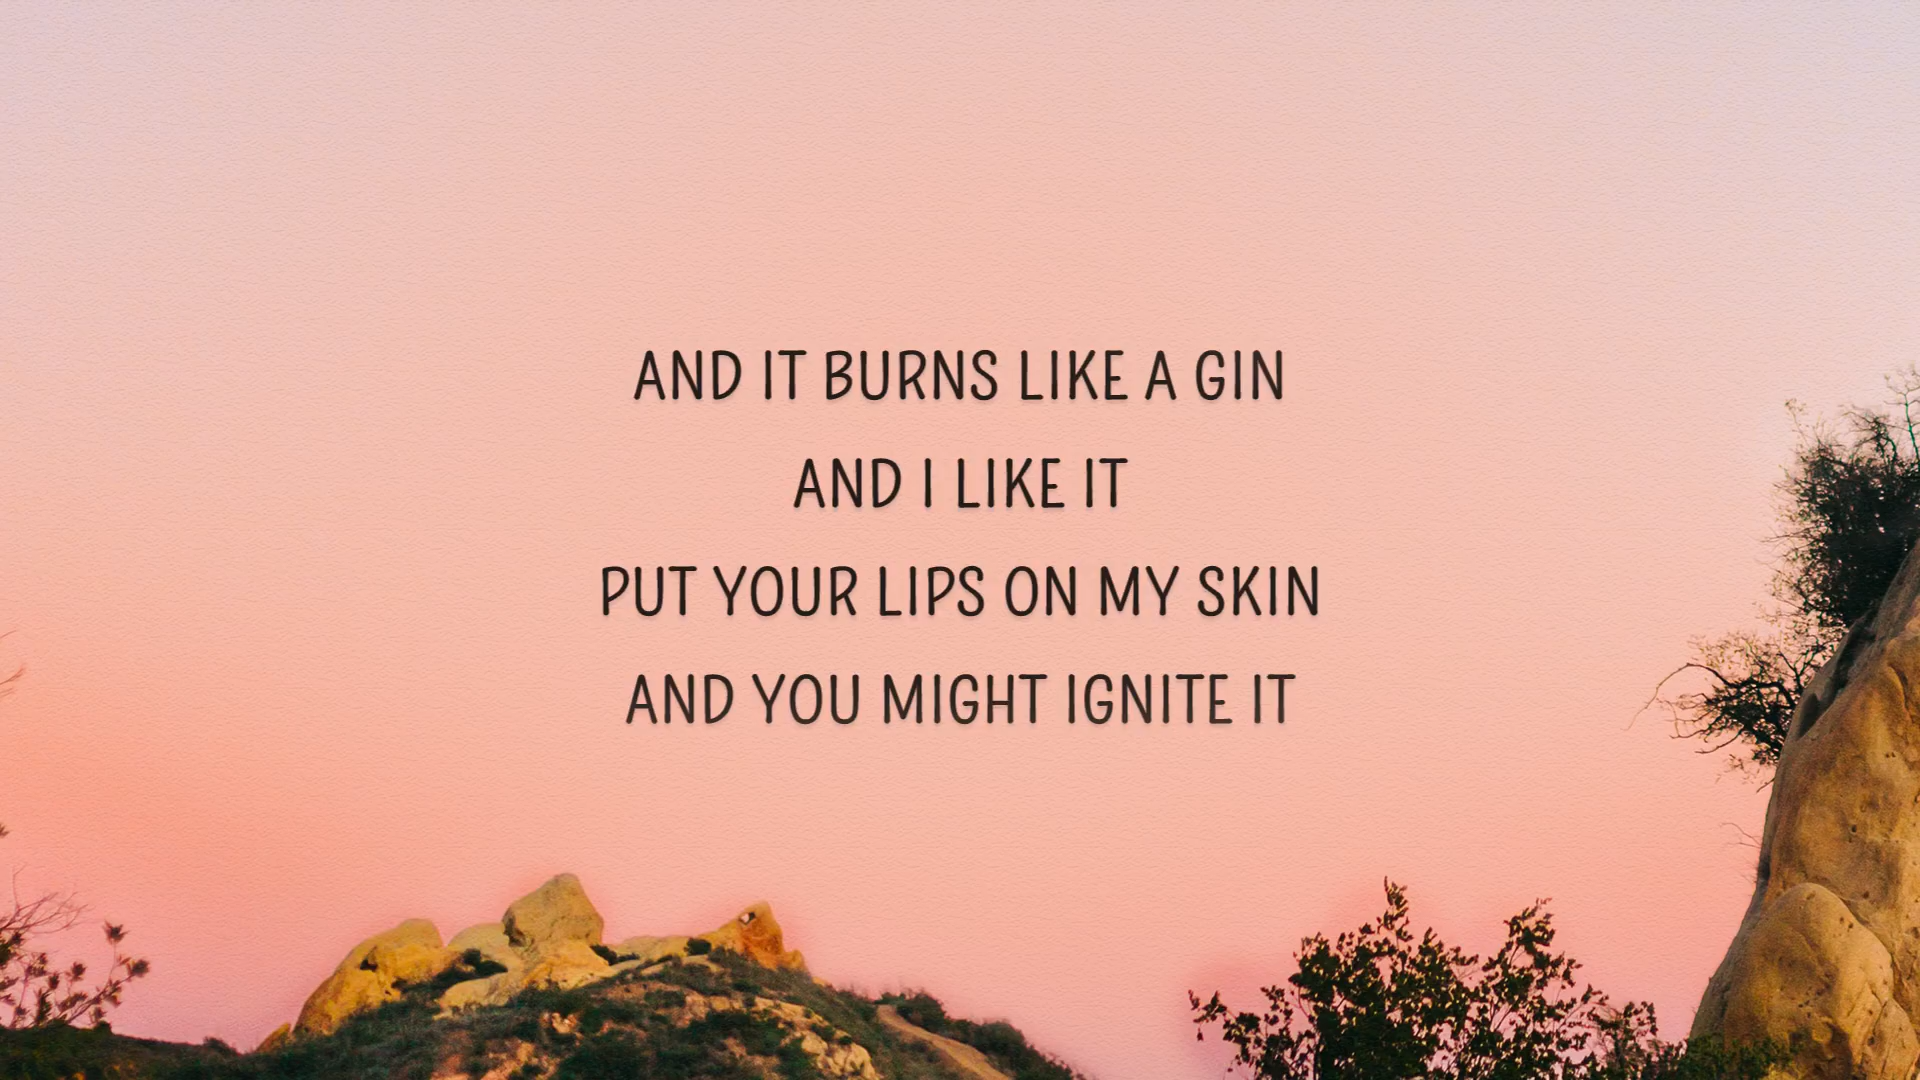 AND IT BURNS LIKE A GIN
AND I LIKE IT
PUT YOUR LIPS ON MY SKIN
AND YOU MIGHT IGNITE IT